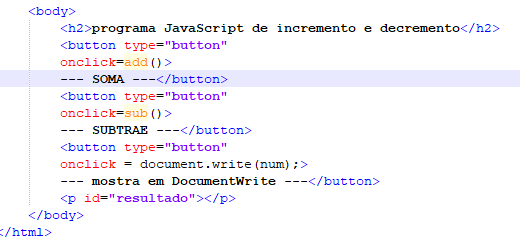 <body>
<h2>programa JavaScript de incremento e decremento</h2>
<button type="button"
onclick=add()>
--- SOMA ---</button>
<button type="button"
onclick=sub()>
--- SUBTRAE ---</button>
<button type="button"
onclick = document.write(num);>
--- mostra em DocumentWrite ---</button>
<p id="resultado"></p>
</body>
</html>